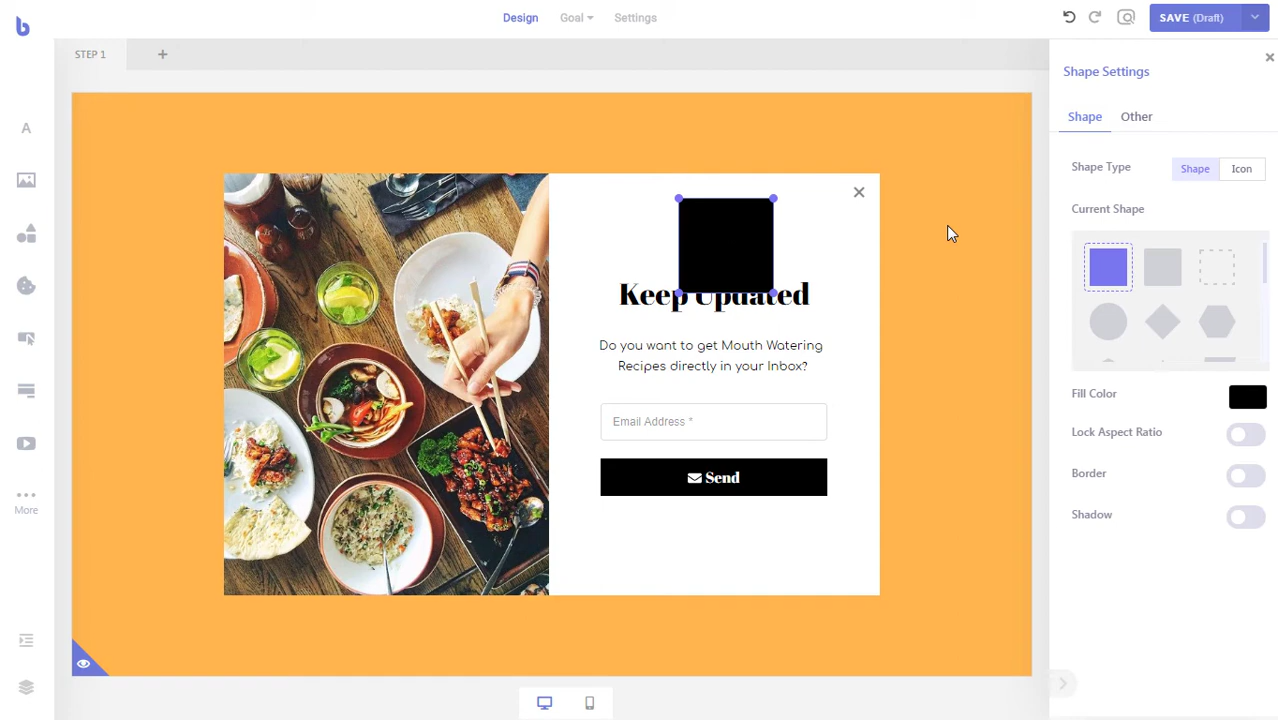 Design
Goal
Settings
SAVE (Draft)
STEP 1
+
Shape Settings
Shape
Other
Shape Type
Shape
Icon
Current Shape
Fill Color
Lock Aspect Ratio
Border
Shadow
A
More
Keep Updated
Do you want to get Mouth Watering
Recipes directly in your Inbox?
Email Address *
Send